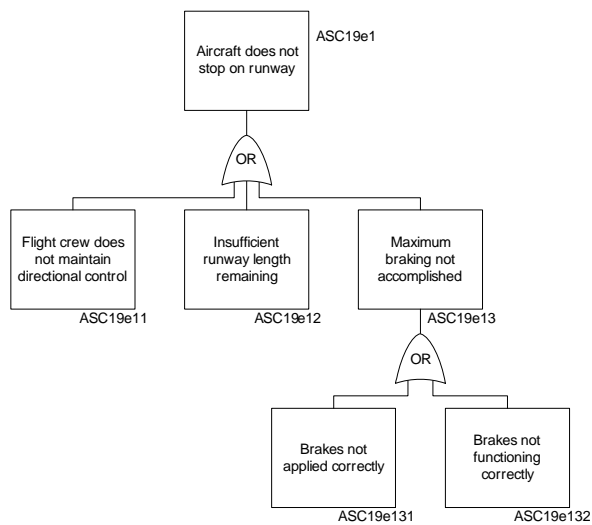 Aircraft does not
stop on runway
ASC19e1
OR
Flight crew does
not maintain
directional control
ASC19e11
Insufficient
runway length
remaining
ASC19e12
Maximum
braking not
accomplished
ASC19e13
OR
Brakes not
applied correctly
ASC19e131
Brakes not
functioning
correctly
ASC19e132